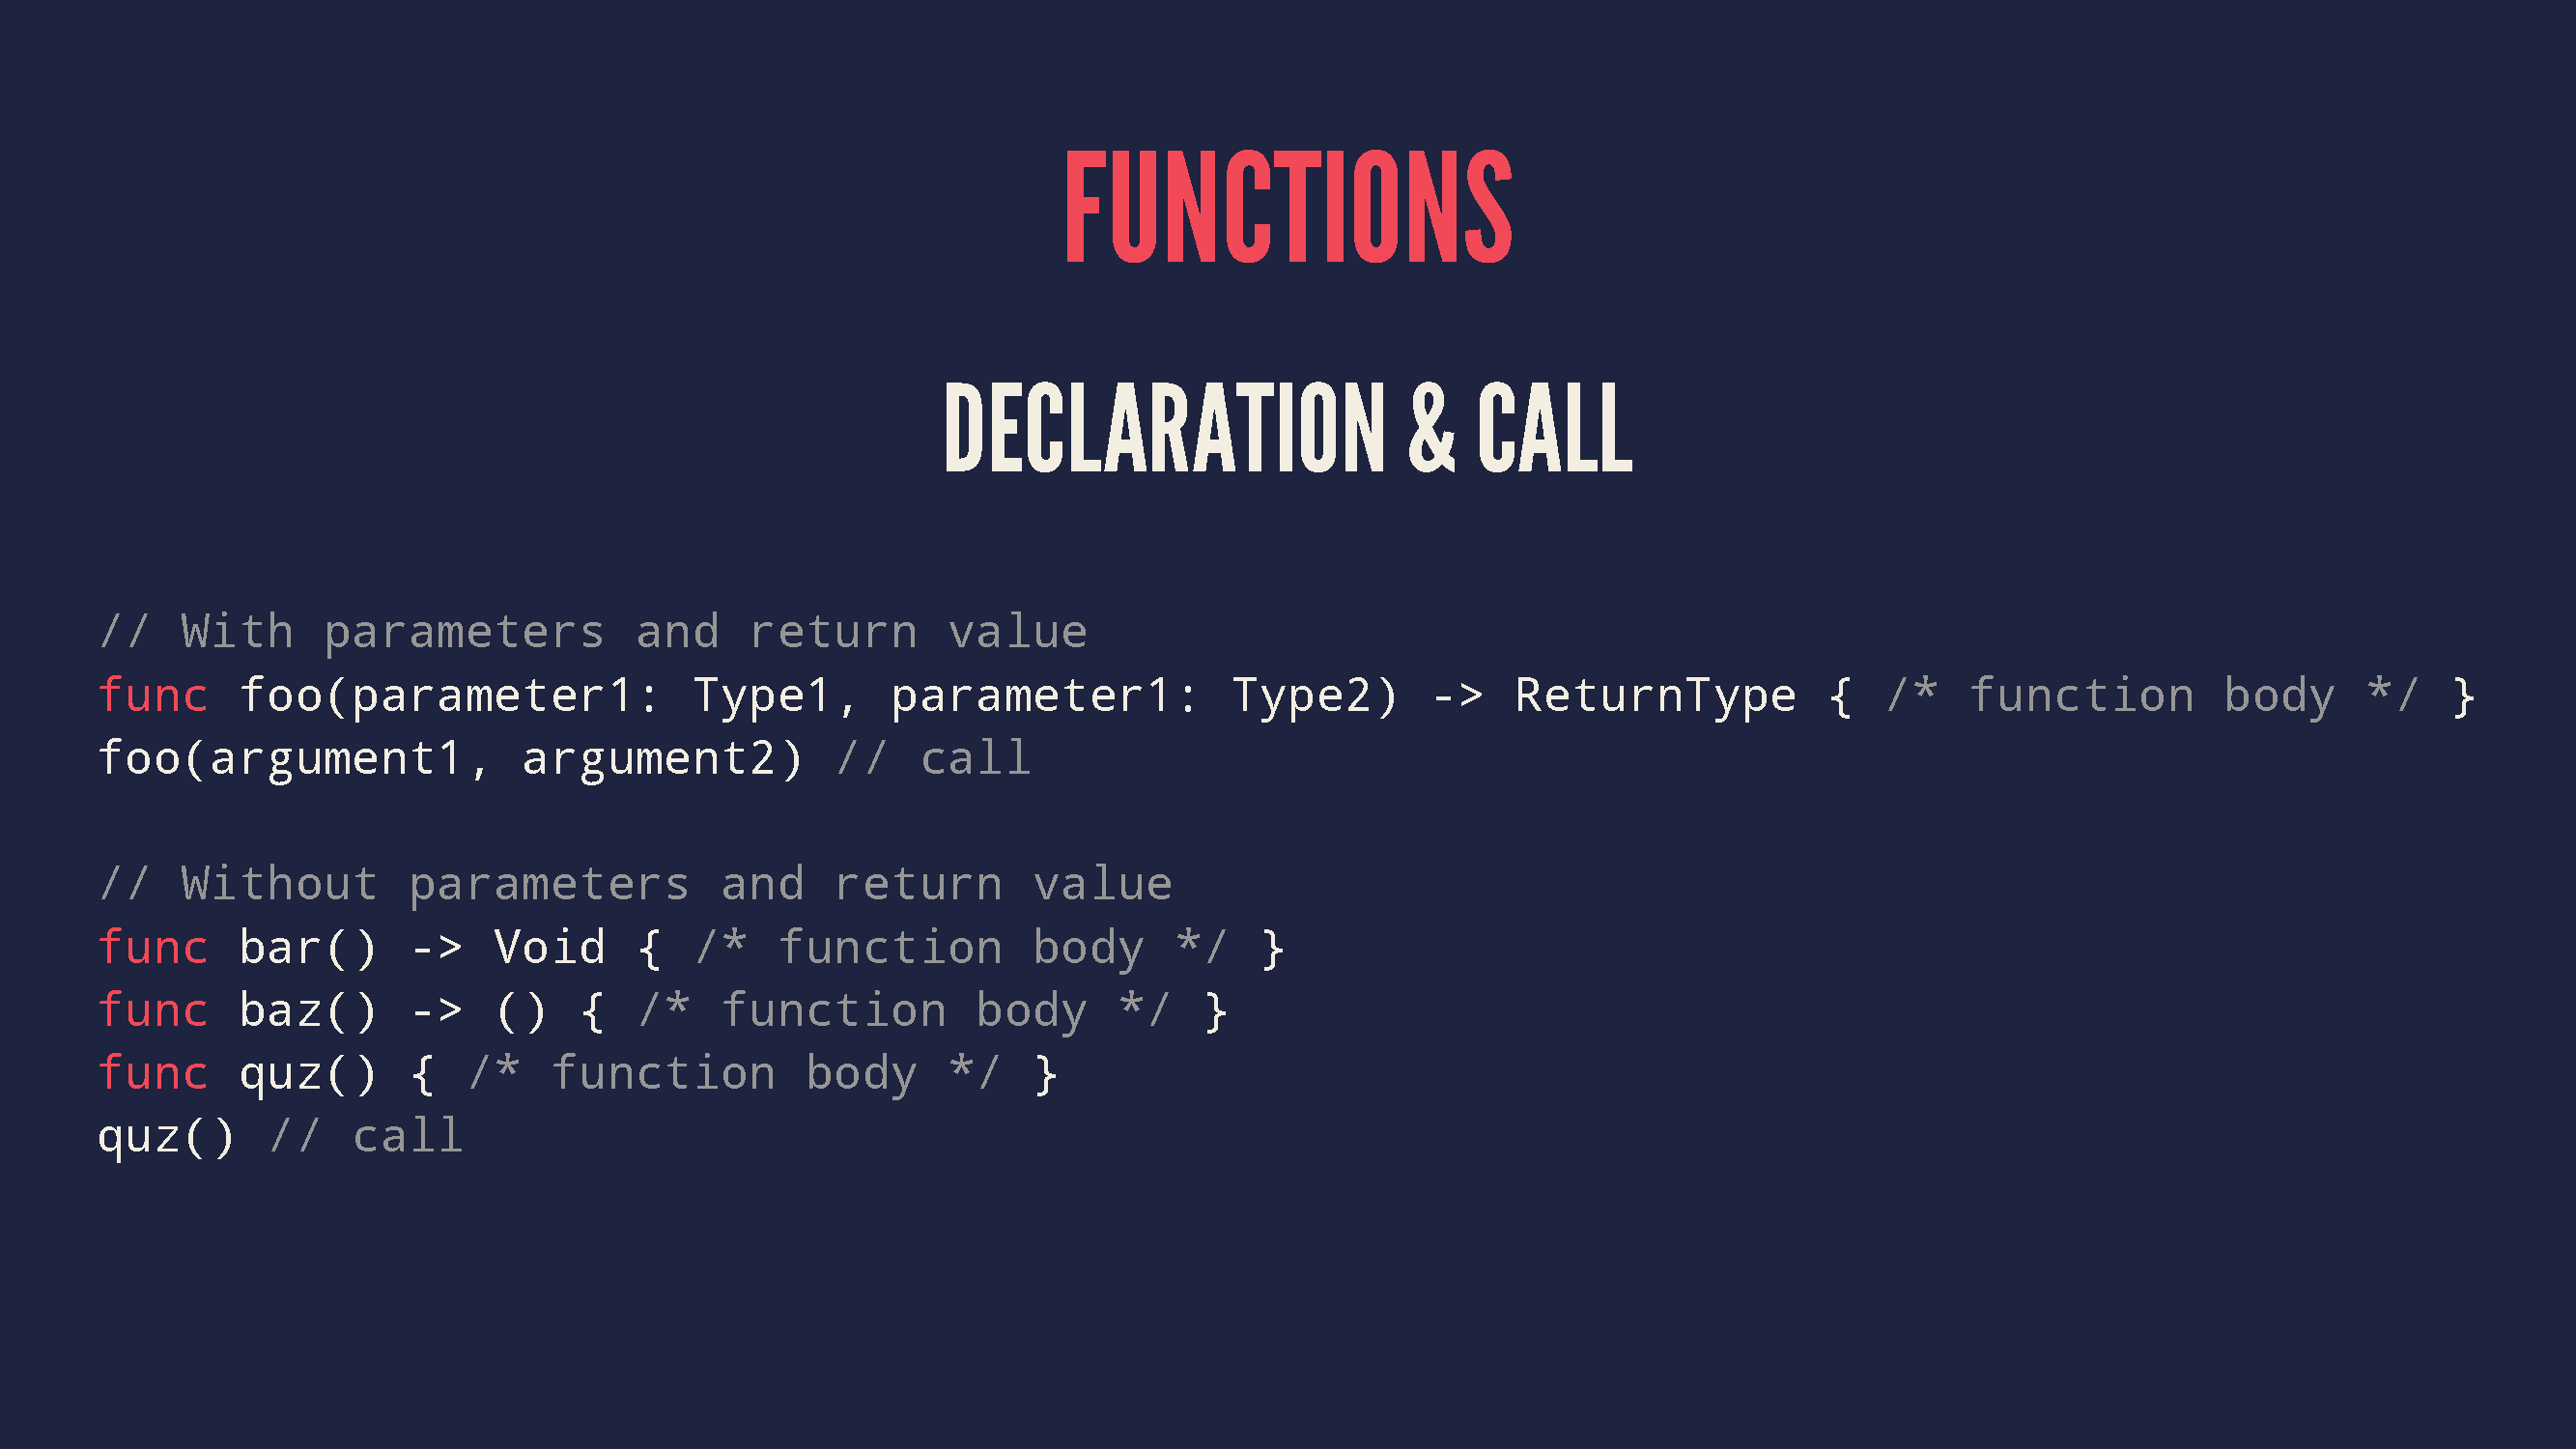 FUNCTIONS
DECLARATION & CALL
// With parameters and return value
func foo(parameter1: Type1, parameter1: Type2) -> ReturnType { /* function body */ }
foo(argument1, argument2) // call
// Without parameters and return value
func bar() -> Void { /* function body */ }
func baz() -> () { /* function body */ }
func quz() { /* function body */ }
quz() // call